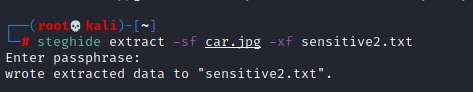 ┌──(root💀kali)-[~]
└─# steghide extract -sf car.jpg -xf sensitive2.txt
Enter passphrase:
wrote extracted data to "sensitive2.txt".